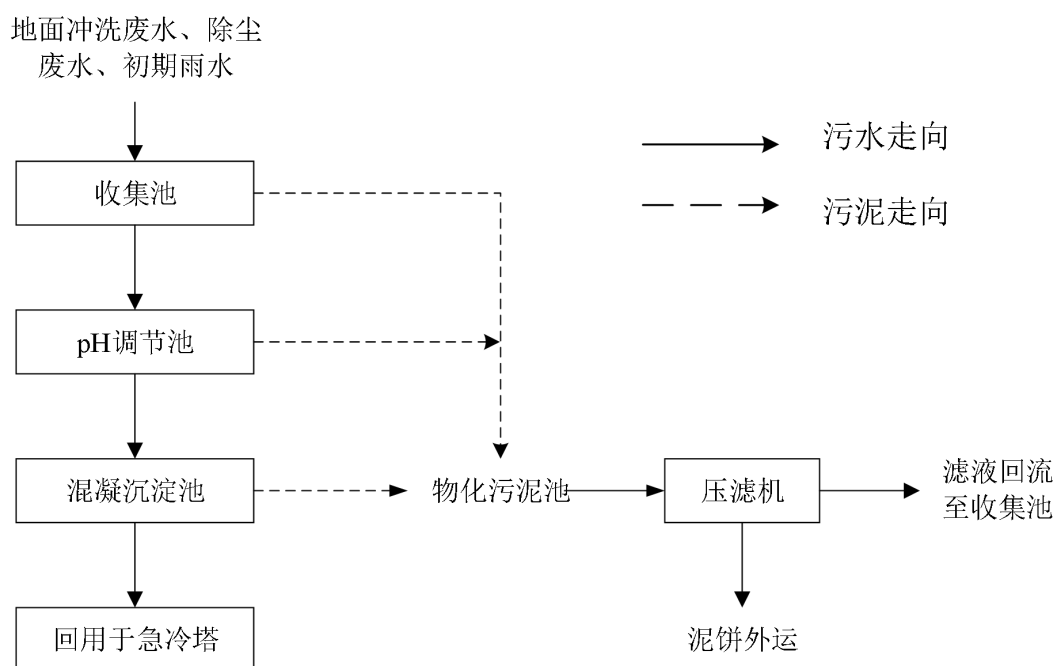 地面冲洗废水、除尘
废水、初期雨水
污水走向
收集池
污泥走向
pH调节池
混凝沉淀池
物化污泥池
压滤机
滤液回流
至收集池
回用于急冷塔
泥饼外运